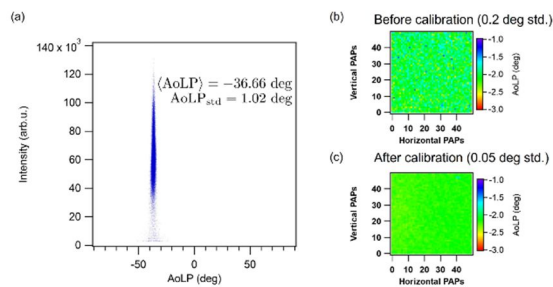 (a)
140 x 10³
120
100
80
60
40
20
0
Intensity (arb.u.)
⟨AoLP⟩ = −36.66 deg
AoLPstd = 1.02 deg
-50
0
50
AoLP (deg)
(b)
Before calibration (0.2 deg std.)
Vertical PAPs
40
30
20
10
0
0 10 20 30 40
Horizontal PAPs
-1.0
-1.5
-2.0
-2.5
-3.0
AoLP (deg)
(c)
After calibration (0.05 deg std.)
Vertical PAPs
40
30
20
10
0
0 10 20 30 40
Horizontal PAPs
-1.0
-1.5
-2.0
-2.5
-3.0
AoLP (deg)